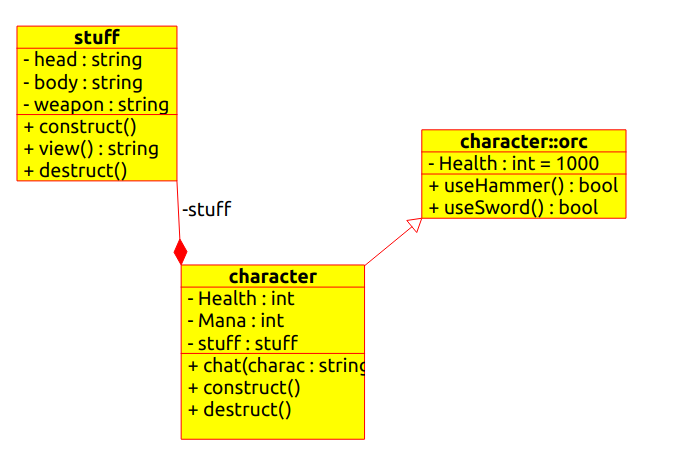 stuff
- head : string
- body : string
- weapon : string
+ construct()
+ view() : string
+ destruct()
-stuff
character::orc
- Health : int = 1000
+ useHammer() : bool
+ useSword() : bool
character
- Health : int
- Mana : int
- stuff : stuff
+ chat(charac : string
+ construct()
+ destruct()